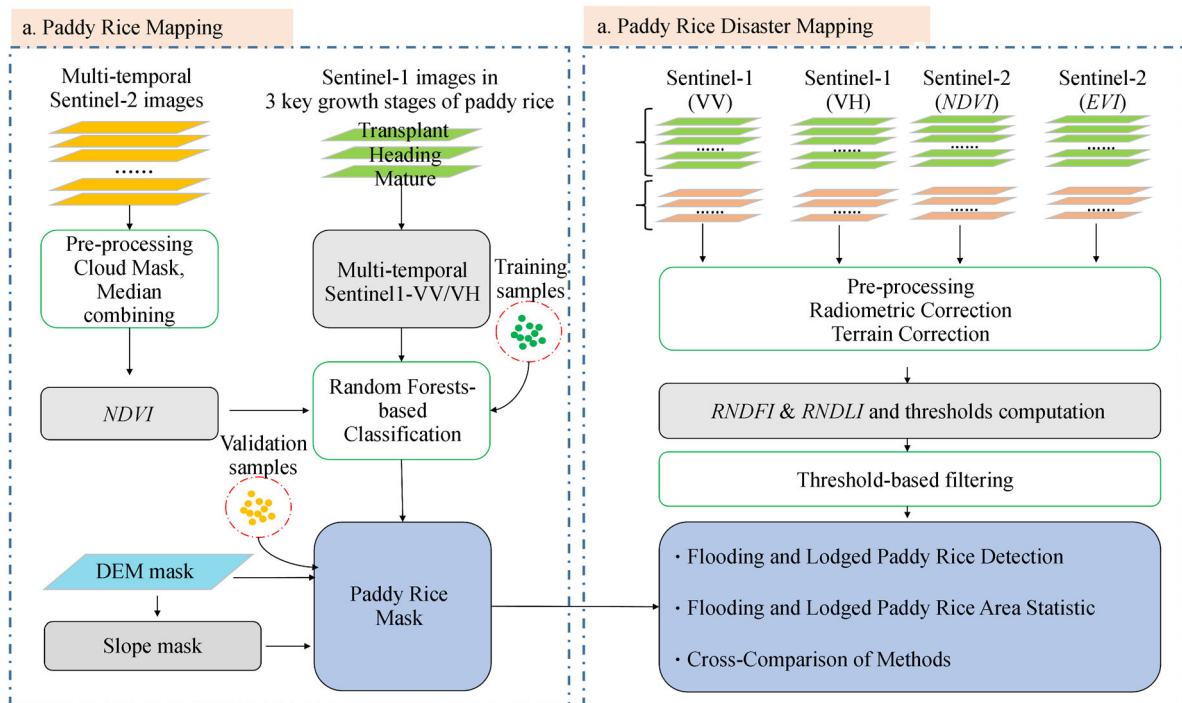 a. Paddy Rice Mapping
Multi-temporal
Sentinel-2 images
......
Pre-processing
Cloud Mask,
Median
combining
NDVI
Sentinel-1 images in
3 key growth stages of paddy rice
Transplant
Heading
Mature
Multi-temporal
Sentinel1-VV/VH
Training
samples
Random Forests-
based
Classification
Validation
samples
DEM mask
Slope mask
Paddy Rice
Mask
a. Paddy Rice Disaster Mapping
Sentinel-1
(VV)
Sentinel-1
(VH)
Sentinel-2
(NDVI)
Sentinel-2
(EVI)
......
......
......
......
......
......
......
......
Pre-processing
Radiometric Correction
Terrain Correction
RNDFI & RNDLI and thresholds computation
Threshold-based filtering
· Flooding and Lodged Paddy Rice Detection
· Flooding and Lodged Paddy Rice Area Statistic
· Cross-Comparison of Methods